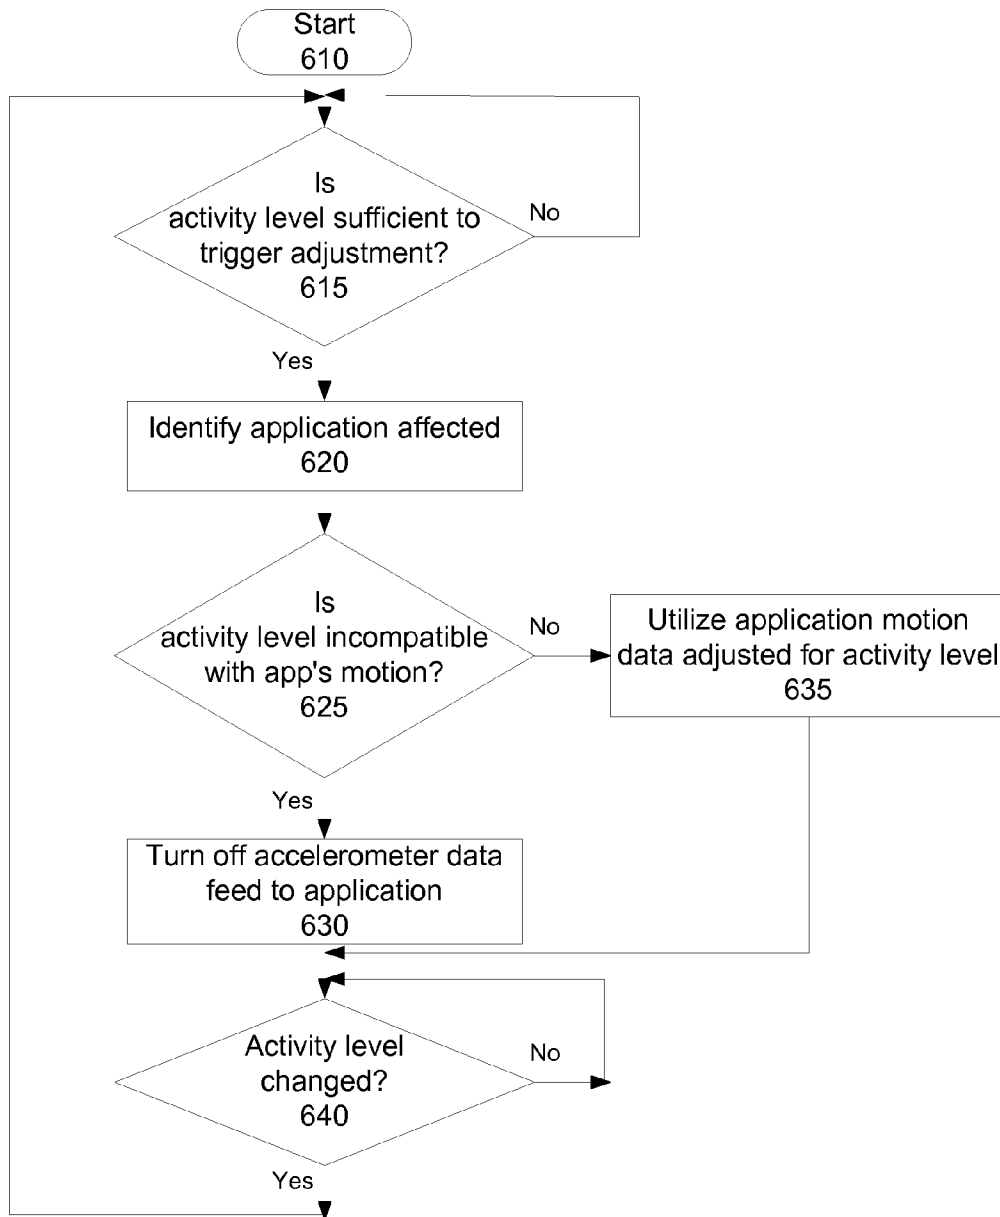 Start
610
Is
activity level sufficient to
trigger adjustment?
615
No
Yes
Identify application affected
620
Is
activity level incompatible
with app's motion?
625
No
Utilize application motion
data adjusted for activity level
635
Yes
Turn off accelerometer data
feed to application
630
Activity level
changed?
640
No
Yes